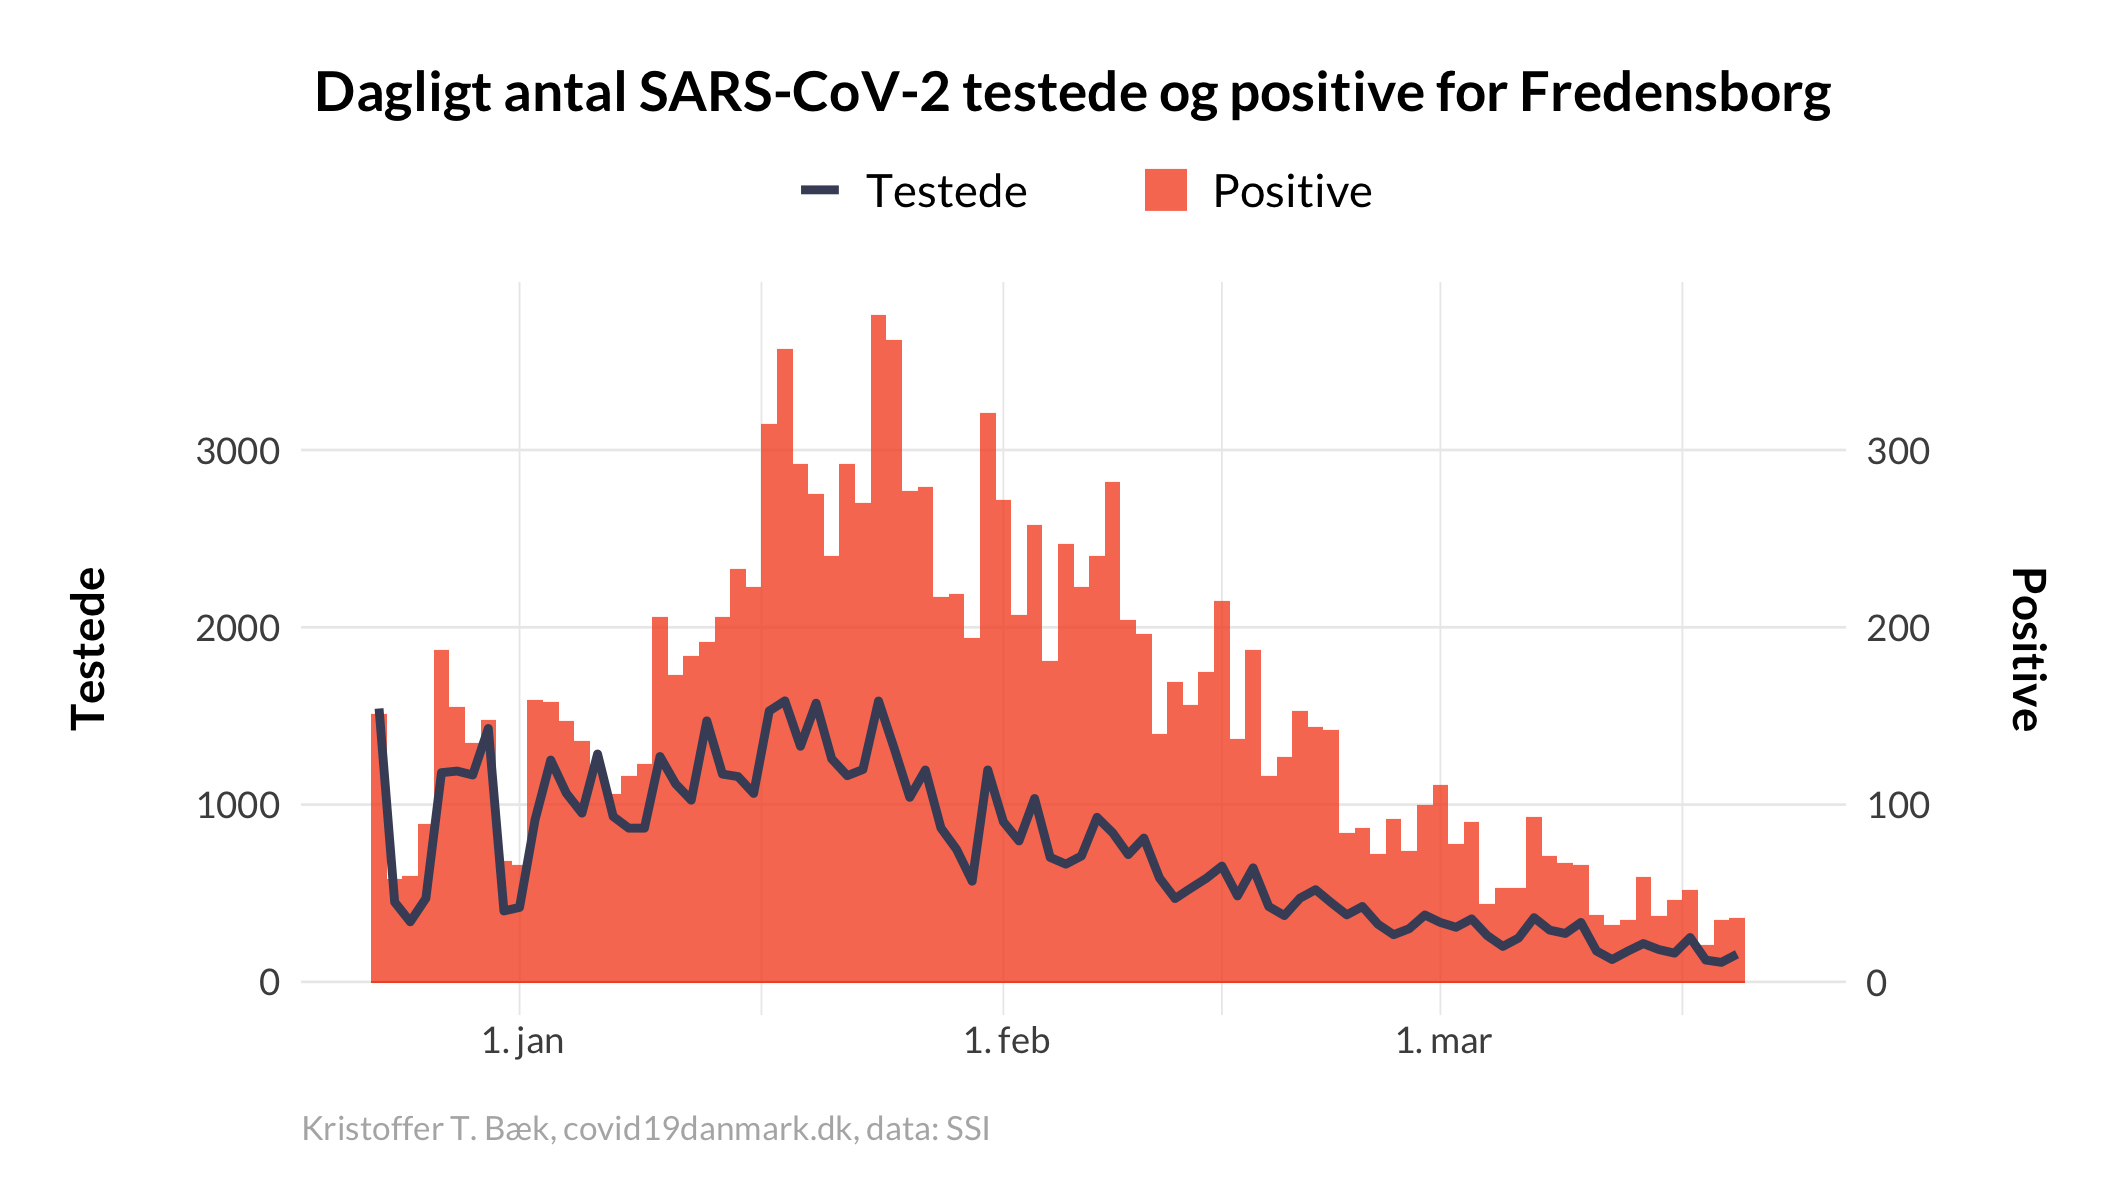 Dagligt antal SARS-CoV-2 testede og positive for Fredensborg
Testede
Positive
3000
2000
1000
0
300
200
100
0
Testede
Positive
1. jan
1. feb
1. mar
Kristoffer T. Bæk, covid19danmark.dk, data: SSI